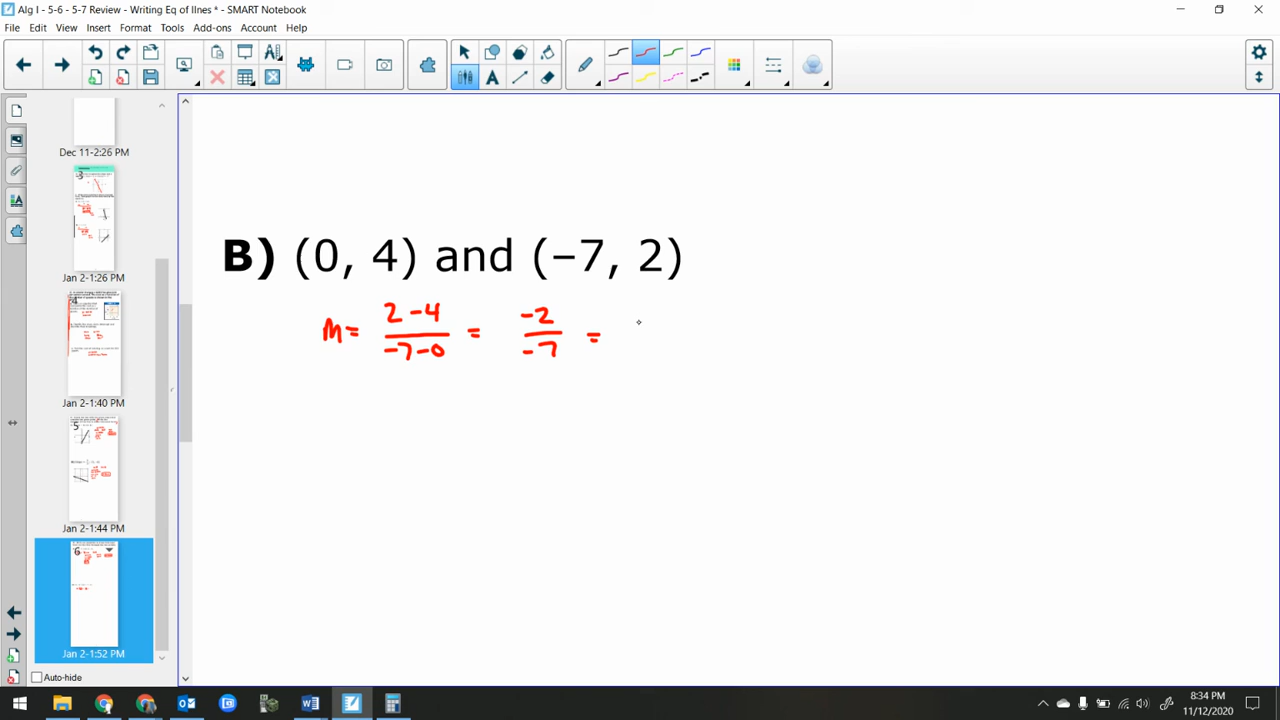 Alg I - 5-6 - 5-7 Review - Writing Eq of lInes * - SMART Notebook
File Edit View Insert Format Tools Add-ons Account Help
Dec 11-2:26 PM
Jan 2-1:26 PM
Jan 2-1:40 PM
5
Jan 2-1:44 PM
6
Jan 2-1:52 PM
B) (0, 4) and (−7, 2)
m = 2-4 / -7-0 = -2 / -7 =
Auto-hide
8:34 PM
11/12/2020